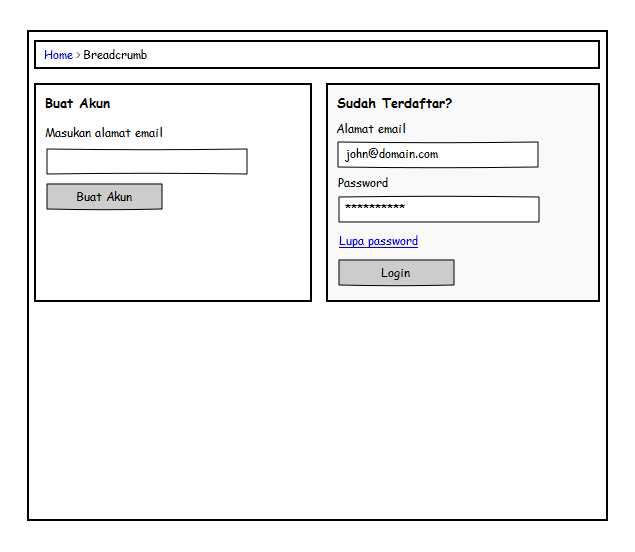 Home > Breadcrumb
Buat Akun
Masukan alamat email
Buat Akun
Sudah Terdaftar?
Alamat email
john@domain.com
Password
**********
Lupa password
Login